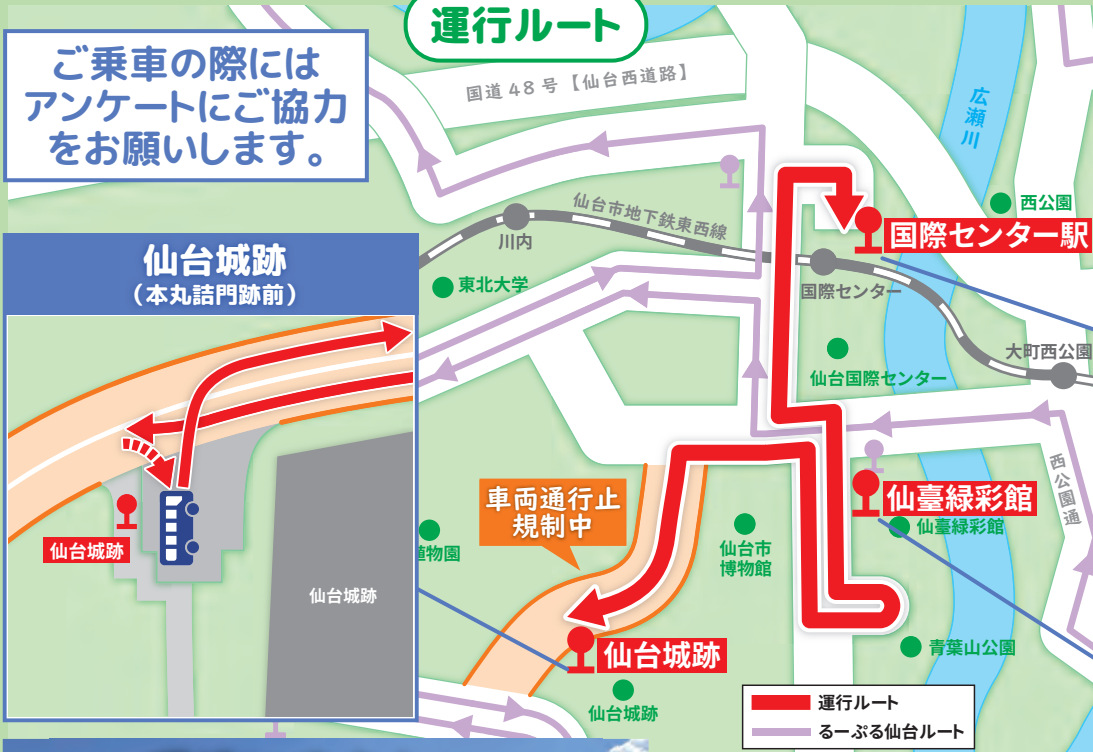 運行ルート
ご乗車の際には
アンケートにご協力
をお願いします。
国道48号【仙台西道路】
広瀬川
西公園
仙台市地下鉄東西線
川内
国際センター駅
東北大学
国際センター
大町西公園
仙台国際センター
仙台城跡
（本丸詰門跡前）
仙台城跡
仙台城跡
車両通行止
規制中
植物園
仙台市
博物館
西公園通
仙臺緑彩館
仙臺緑彩館
青葉山公園
仙台城跡
仙台城跡
運行ルート
るーぷる仙台ルート